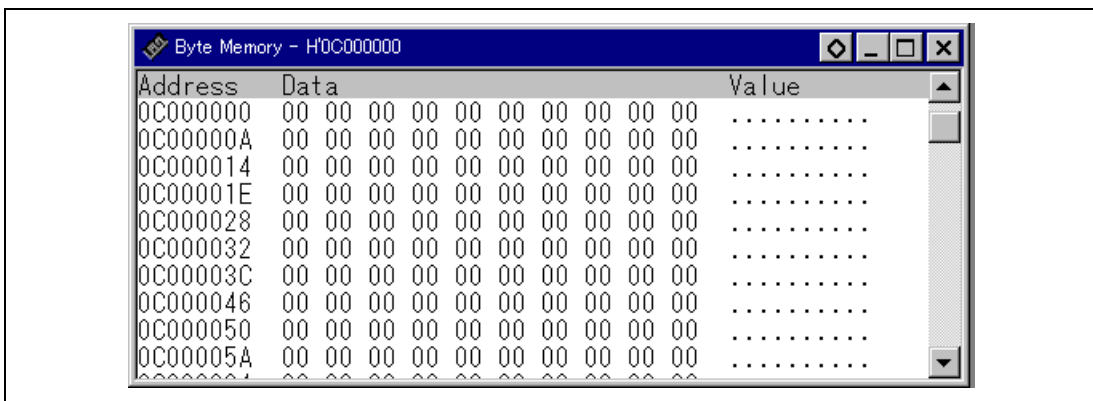 Byte Memory - H'0C000000
Address Data Value
0C000000 00 00 00 00 00 00 00 00 00 00 ..........
0C00000A 00 00 00 00 00 00 00 00 00 00 ..........
0C000014 00 00 00 00 00 00 00 00 00 00 ..........
0C00001E 00 00 00 00 00 00 00 00 00 00 ..........
0C000028 00 00 00 00 00 00 00 00 00 00 ..........
0C000032 00 00 00 00 00 00 00 00 00 00 ..........
0C00003C 00 00 00 00 00 00 00 00 00 00 ..........
0C000046 00 00 00 00 00 00 00 00 00 00 ..........
0C000050 00 00 00 00 00 00 00 00 00 00 ..........
0C00005A 00 00 00 00 00 00 00 00 00 00 ..........